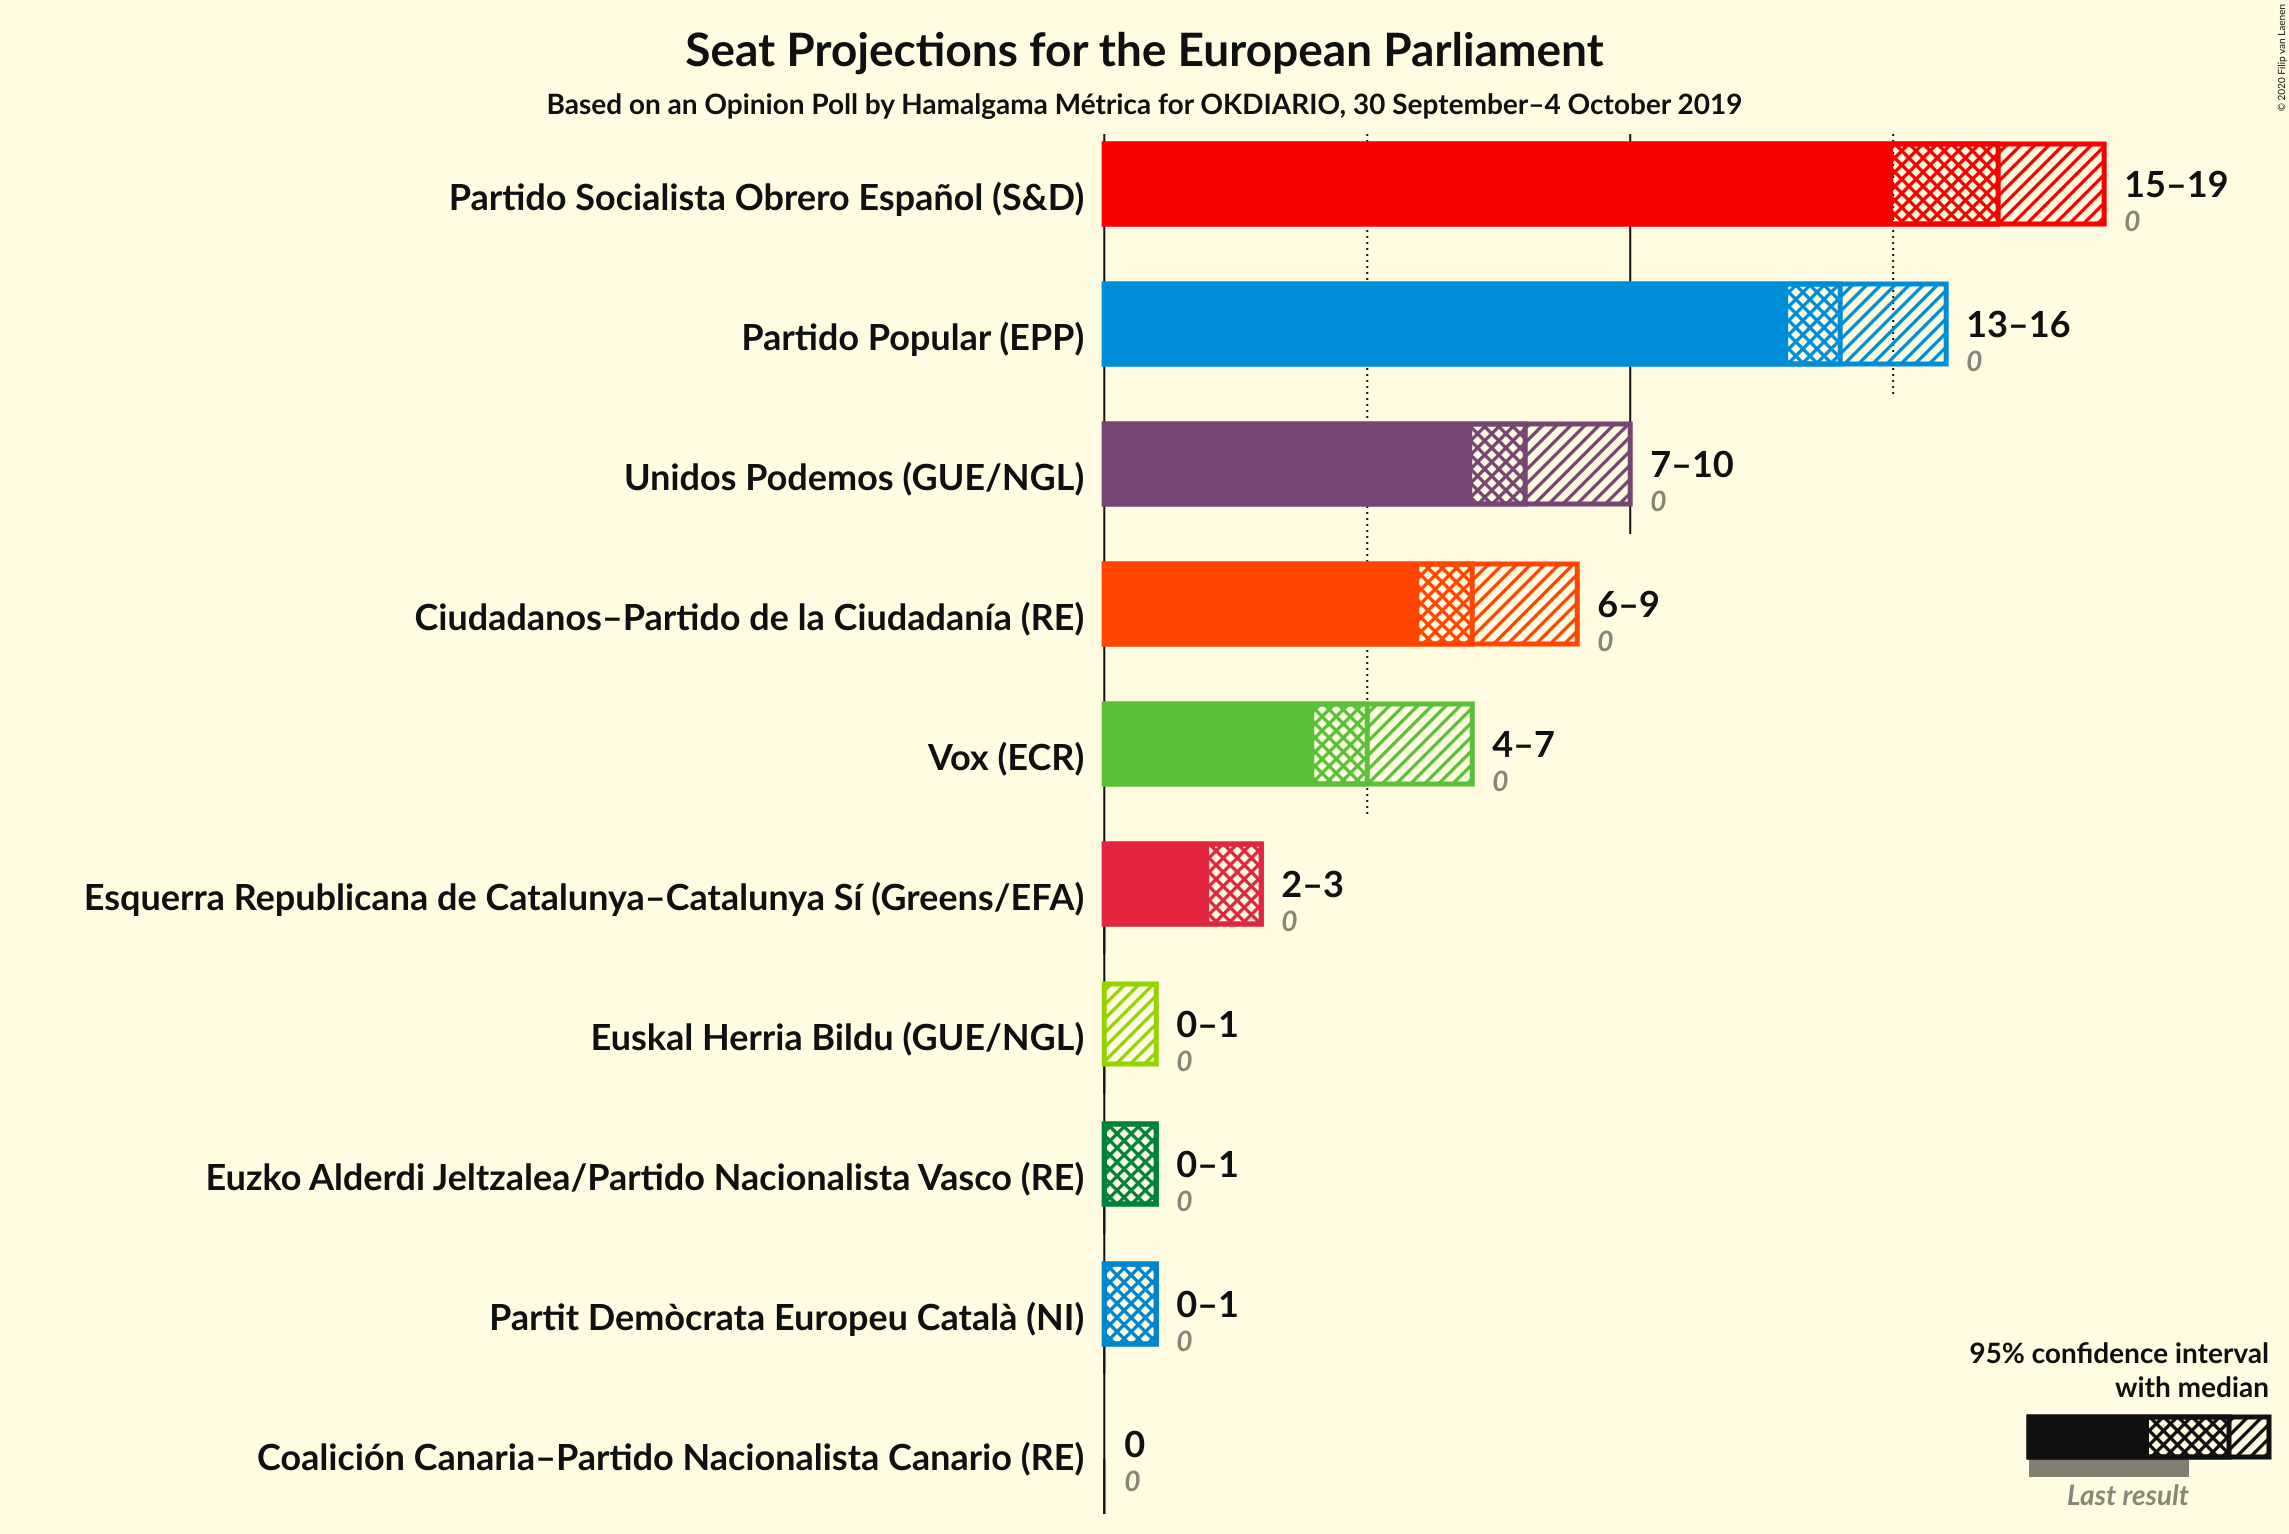 Seat Projections for the European Parliament
Based on an Opinion Poll by Hamalgama Métrica for OKDIARIO, 30 September–4 October 2019
© 2020 Filip van Laenen
Partido Socialista Obrero Español (S&D)
15–19
0
Partido Popular (EPP)
13–16
0
Unidos Podemos (GUE/NGL)
7–10
0
Ciudadanos–Partido de la Ciudadanía (RE)
6–9
0
Vox (ECR)
4–7
0
Esquerra Republicana de Catalunya–Catalunya Sí (Greens/EFA)
2–3
0
Euskal Herria Bildu (GUE/NGL)
0–1
0
Euzko Alderdi Jeltzalea/Partido Nacionalista Vasco (RE)
0–1
0
Partit Demòcrata Europeu Català (NI)
0–1
0
Coalición Canaria–Partido Nacionalista Canario (RE)
0
0
95% confidence interval
with median
Last result